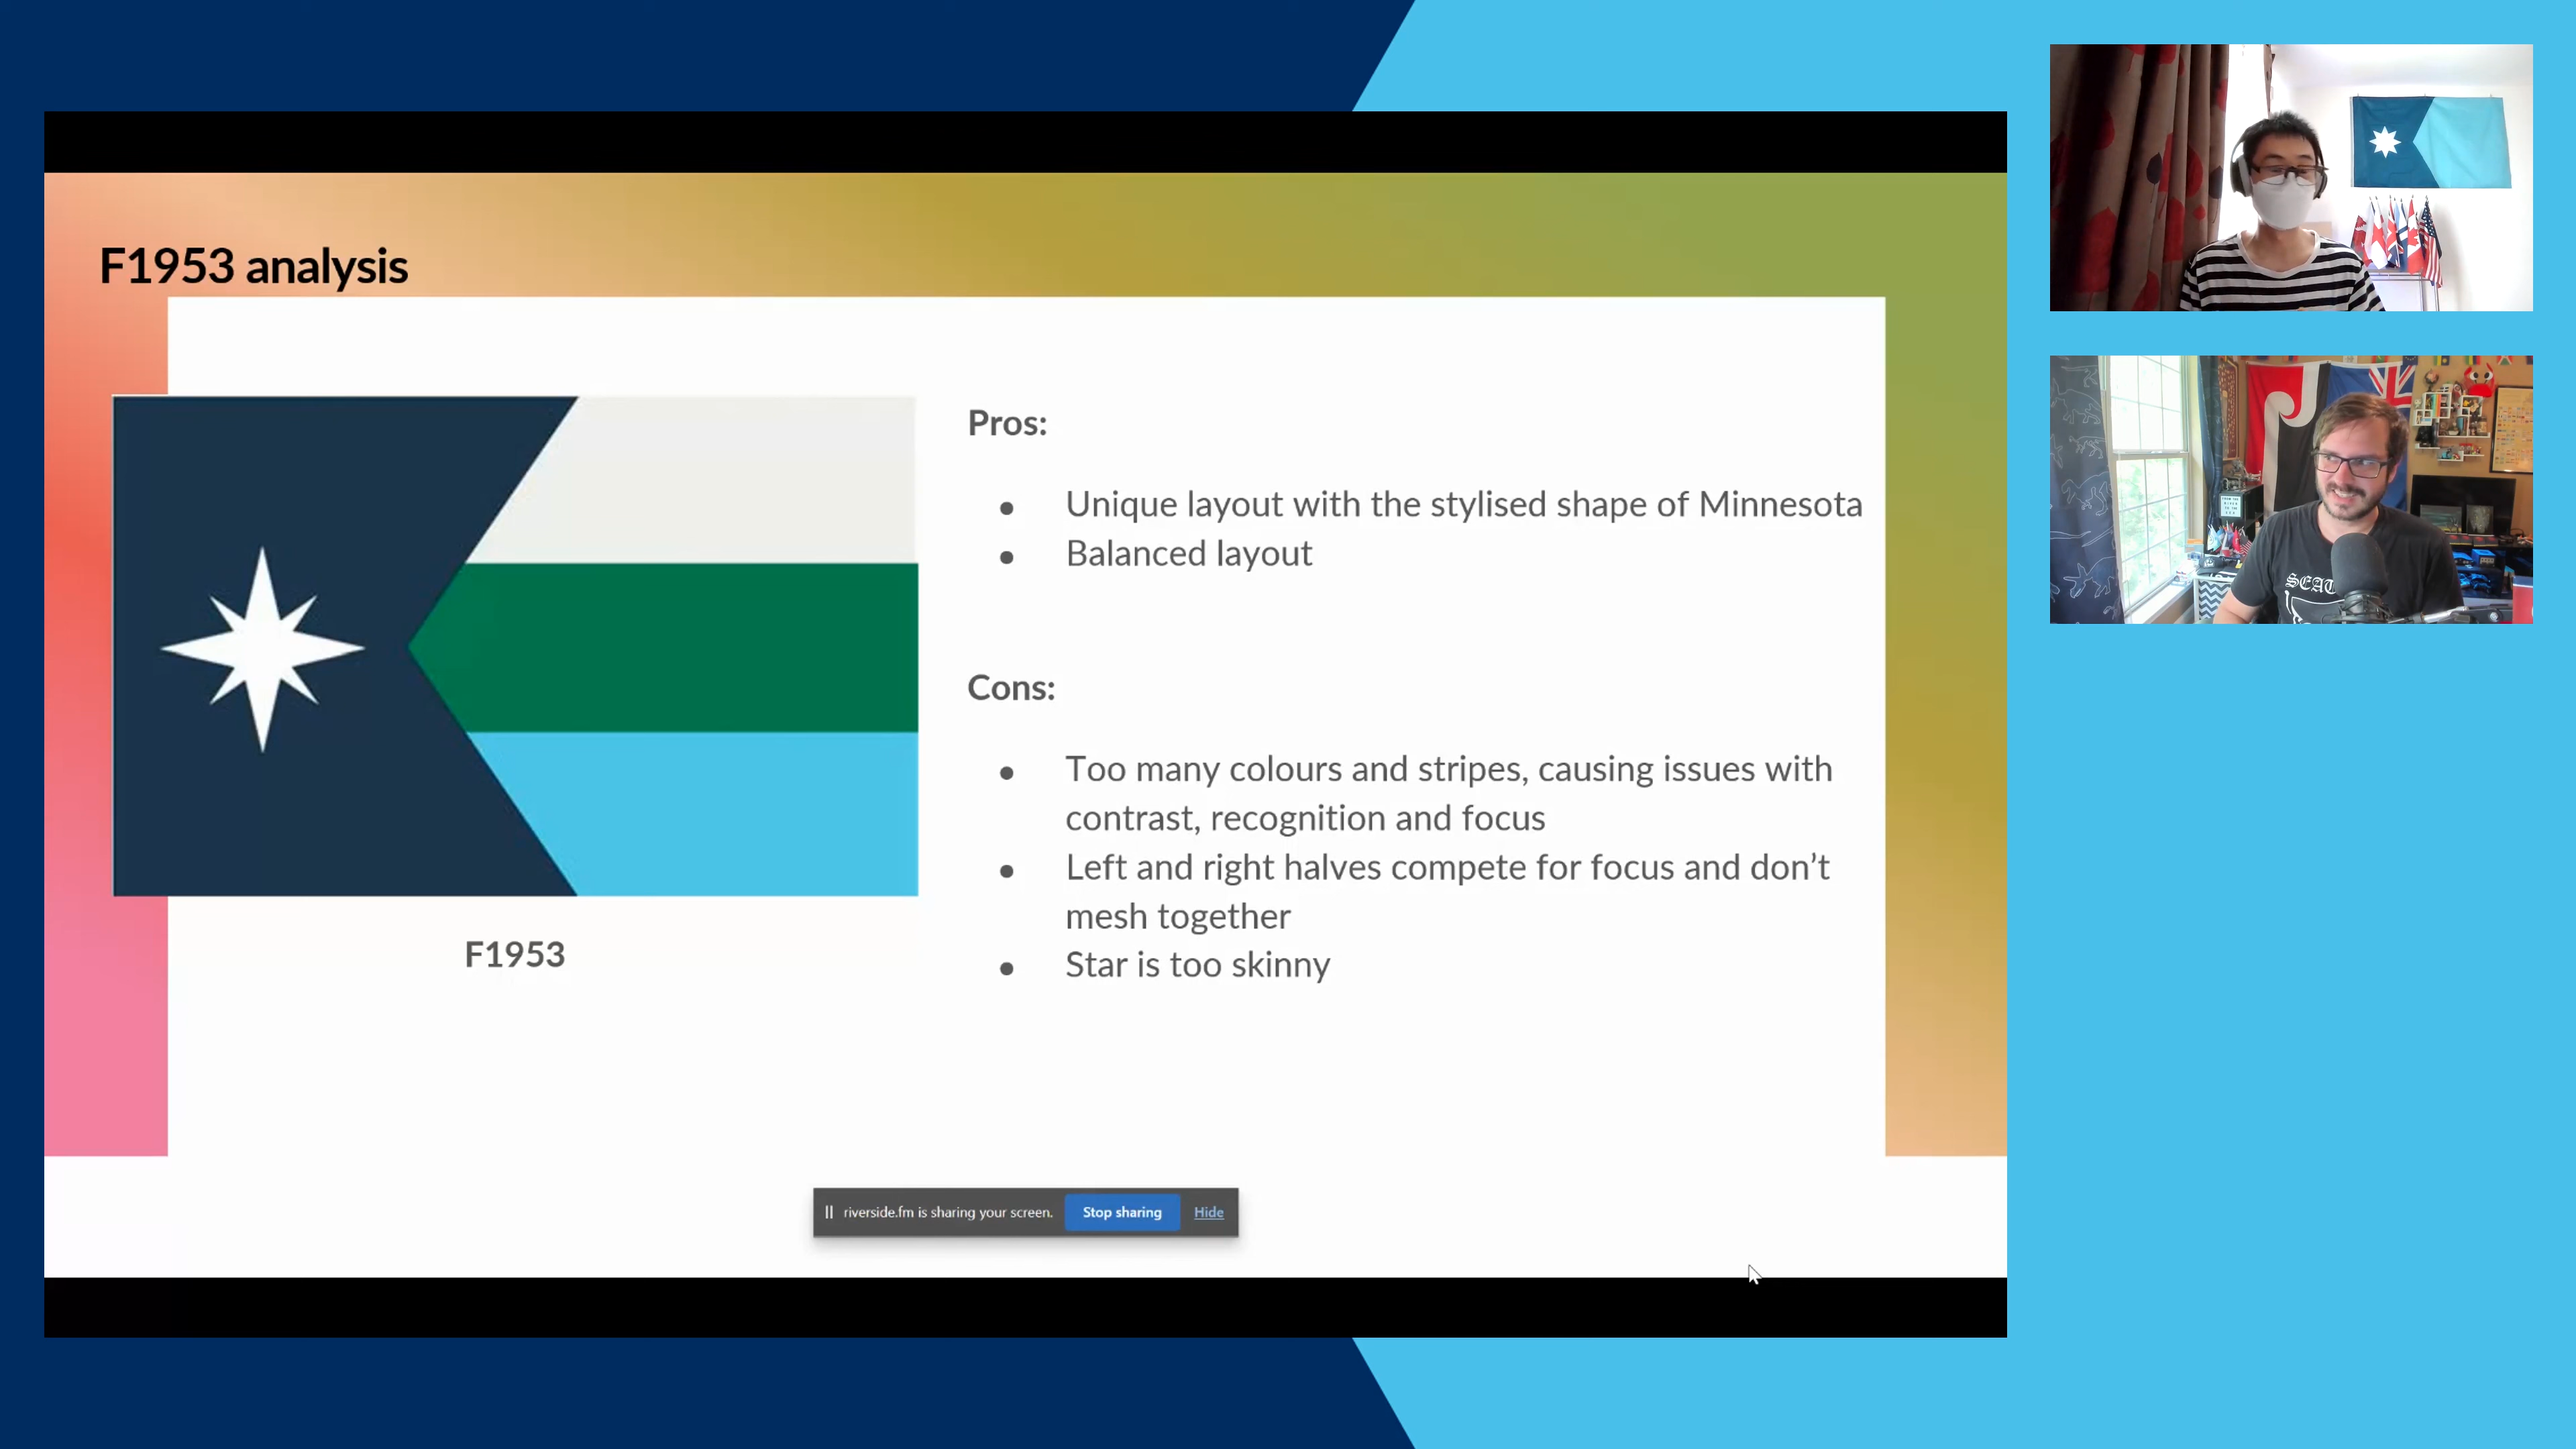 F1953 analysis
Pros:
● Unique layout with the stylised shape of Minnesota
● Balanced layout
Cons:
● Too many colours and stripes, causing issues with
contrast, recognition and focus
● Left and right halves compete for focus and don’t
mesh together
● Star is too skinny
F1953
riverside.fm is sharing your screen. Stop sharing Hide